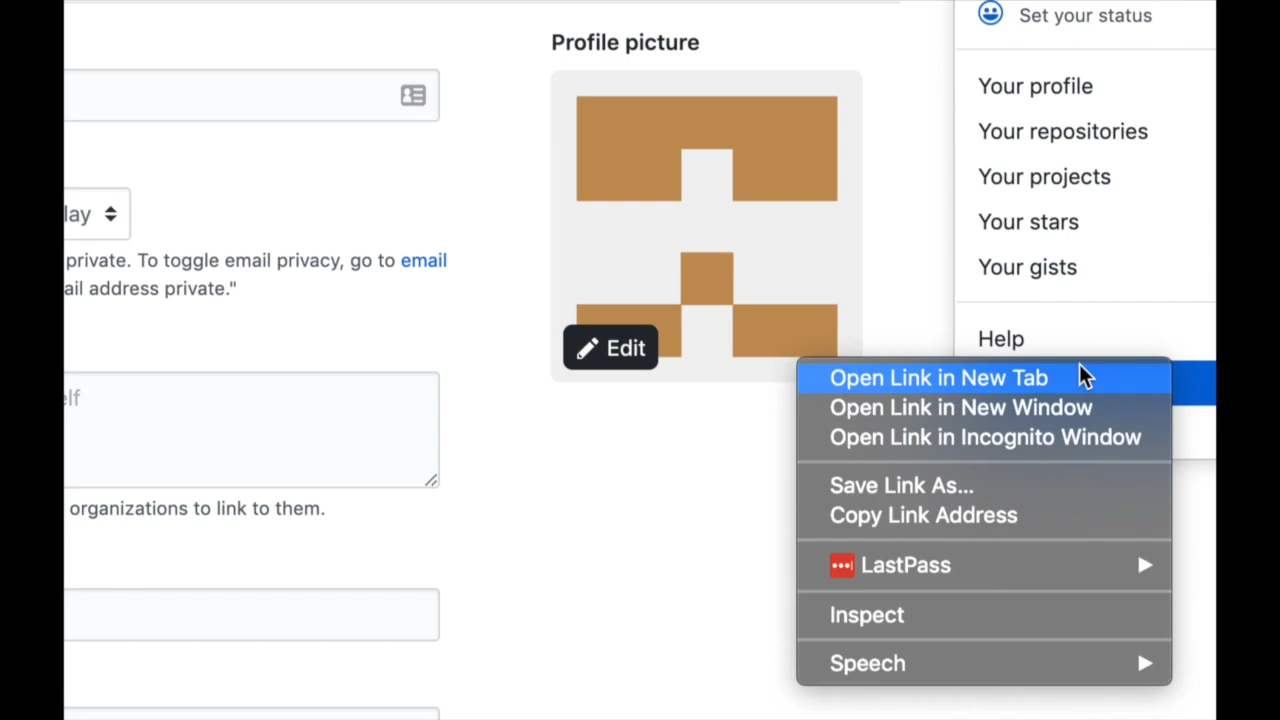 Set your status
Profile picture
Your profile
Your repositories
Your projects
lay
Your stars
private. To toggle email privacy, go to email
Your gists
ail address private."
Help
Edit
Open Link in New Tab
elf
Open Link in New Window
Open Link in Incognito Window
Save Link As...
organizations to link to them.
Copy Link Address
LastPass
Inspect
Speech